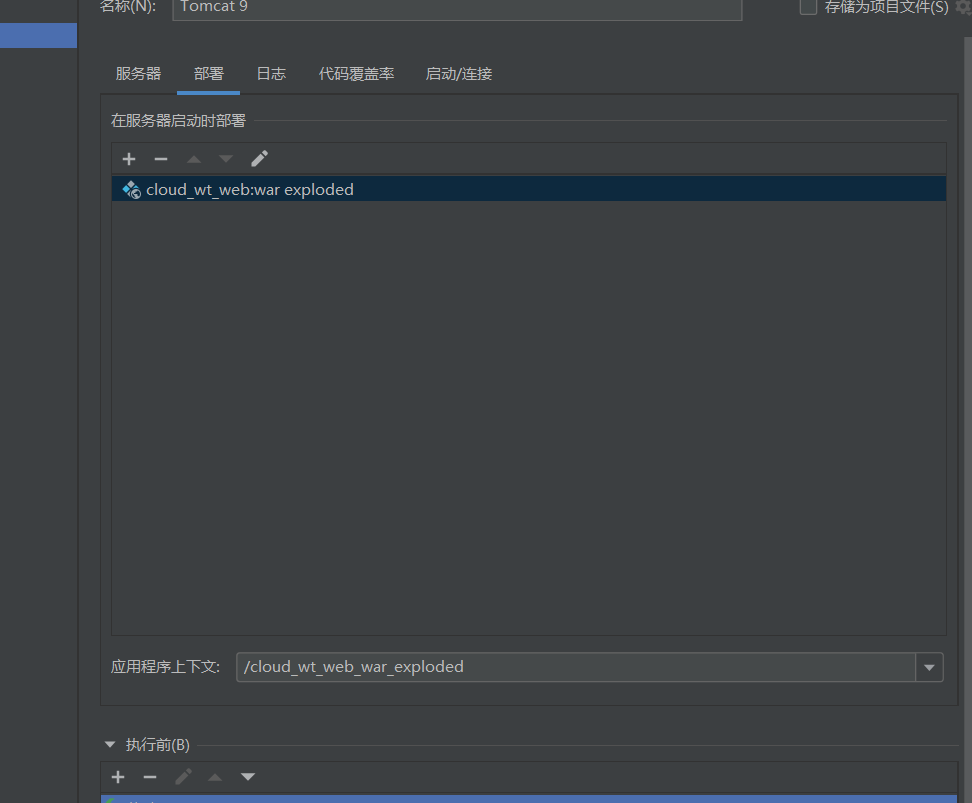 名称(N): Tomcat 9 存储为项目文件(S)
服务器 部署 日志 代码覆盖率 启动/连接
在服务器启动时部署
cloud_wt_web:war exploded
应用程序上下文: /cloud_wt_web_war_exploded
执行前(B)